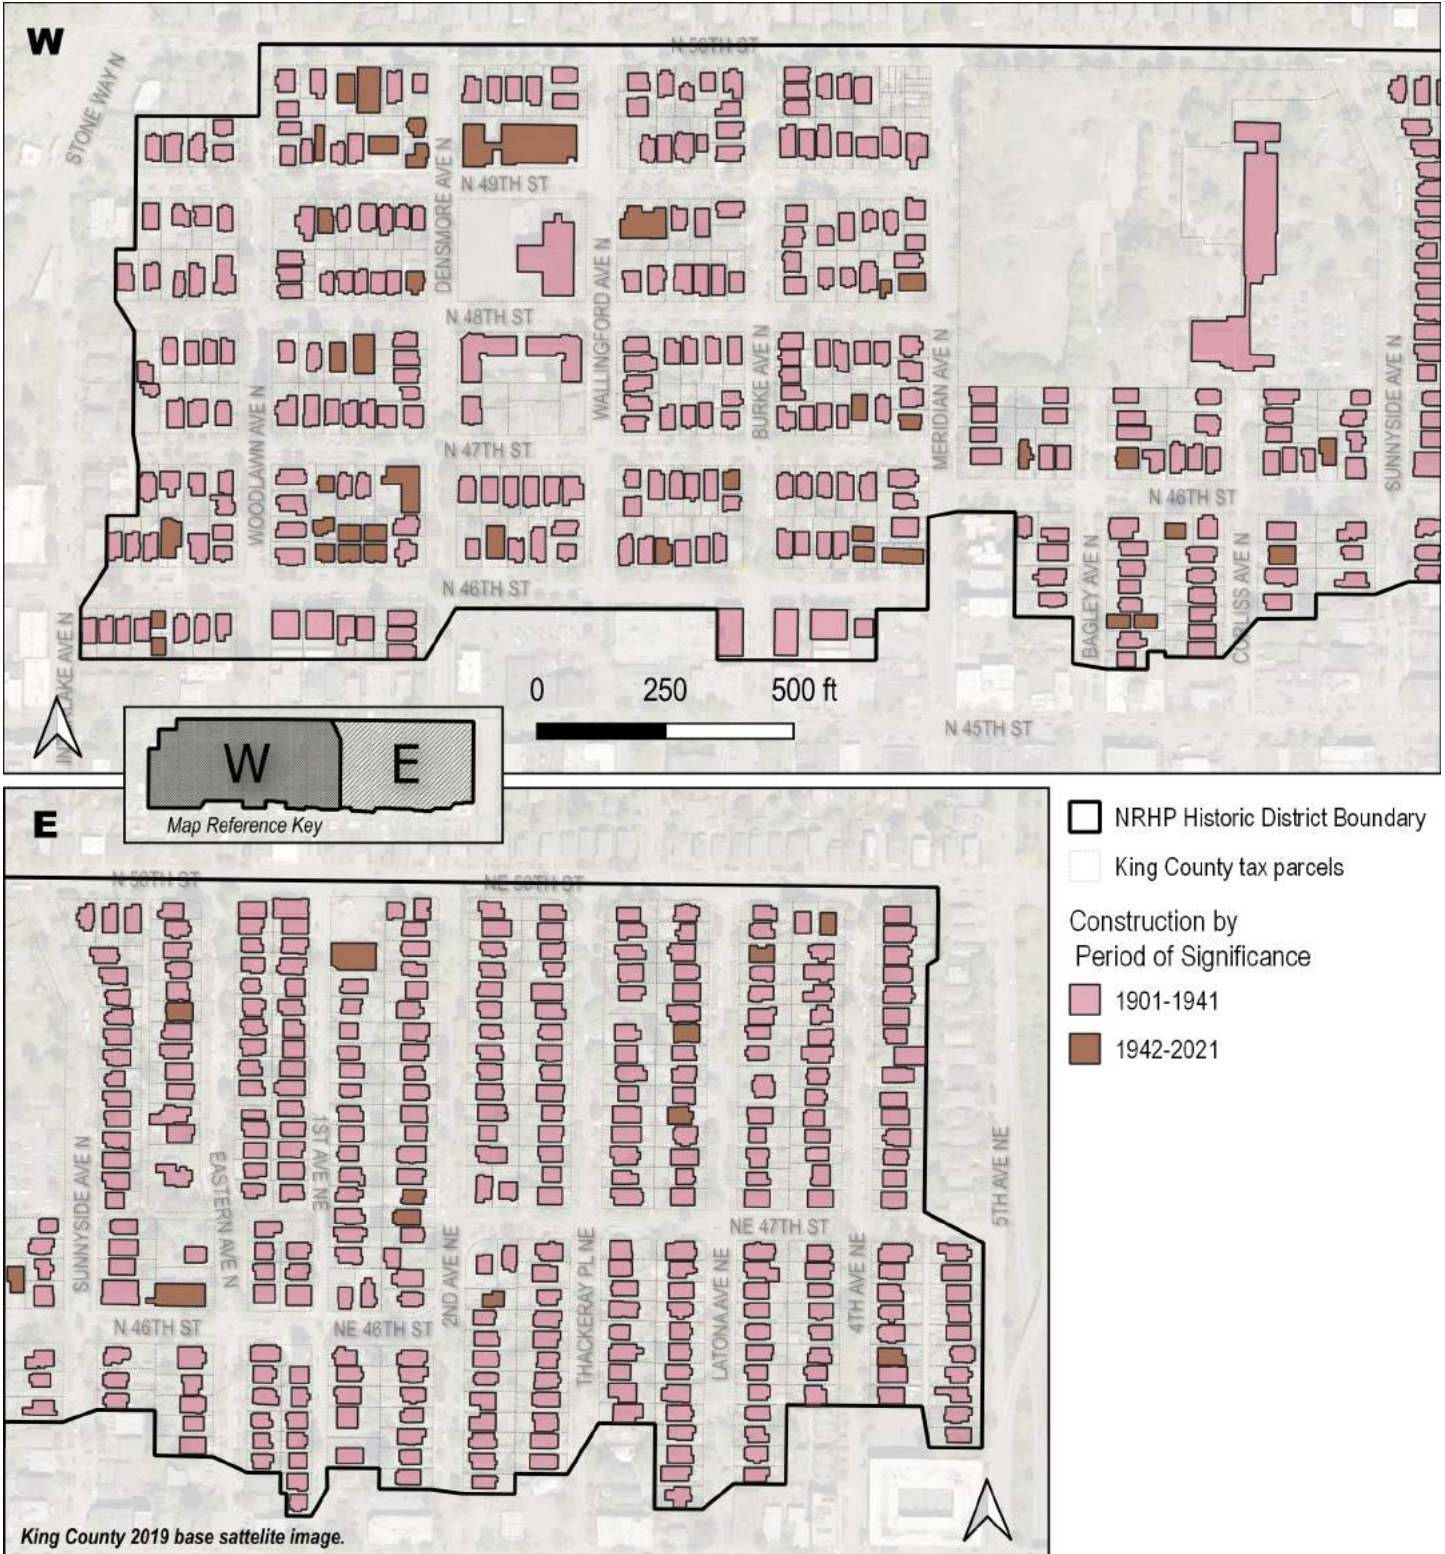 W
N 50TH ST
STONE WAY N
DENSMORE AVE N
N 49TH ST
WALLINGFORD AVE N
N 48TH ST
BURKE AVE N
MERIDIAN AVE N
SUNNYSIDE AVE N
WOODLAWN AVE N
N 47TH ST
N 46TH ST
BAGLEY AVE N
CORLISS AVE N
N 46TH ST
INTERLAKE AVE N
0 250 500 ft
N 45TH ST
W E
Map Reference Key
E
N 50TH ST
NE 50TH ST
SUNNYSIDE AVE N
EASTERN AVE N
1ST AVE NE
2ND AVE NE
THACKERAY PL NE
NE 47TH ST
LATONA AVE NE
4TH AVE NE
5TH AVE NE
N 46TH ST
NE 46TH ST
King County 2019 base sattelite image.
NRHP Historic District Boundary
King County tax parcels
Construction by
Period of Significance
1901-1941
1942-2021